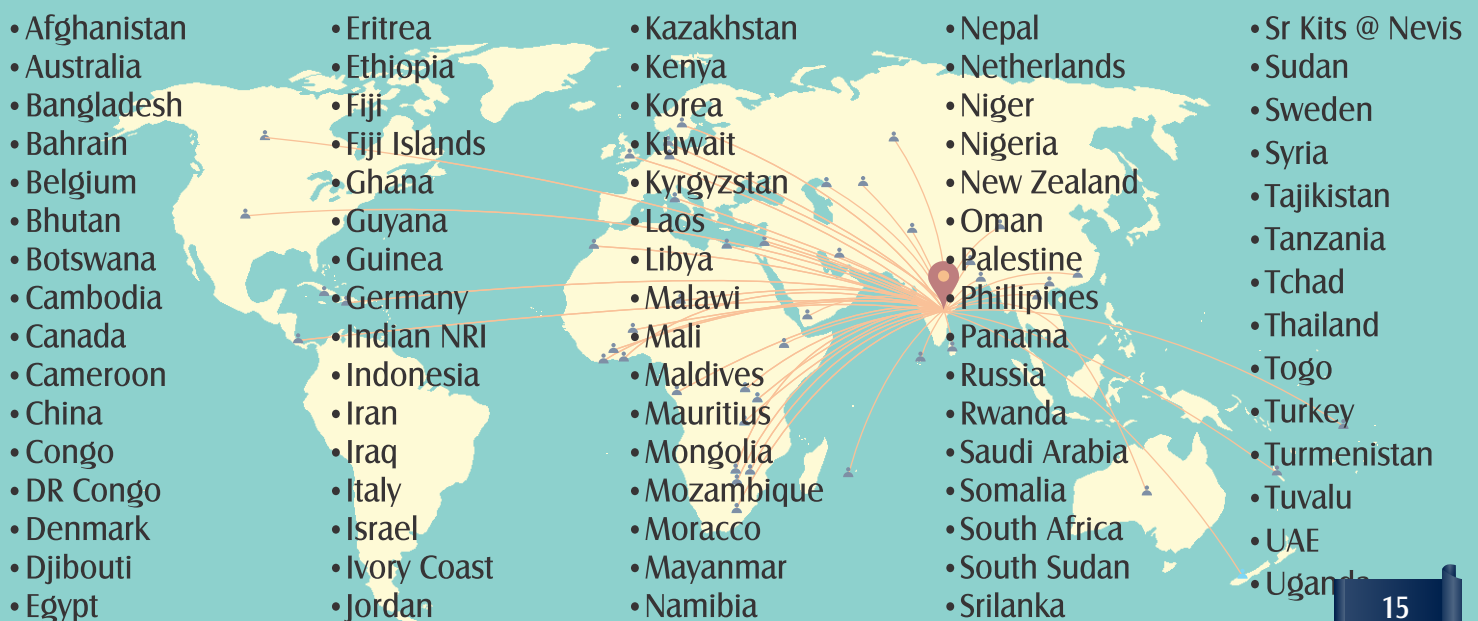 • Afghanistan
• Australia
• Bangladesh
• Bahrain
• Belgium
• Bhutan
• Botswana
• Cambodia
• Canada
• Cameroon
• China
• Congo
• DR Congo
• Denmark
• Djibouti
• Egypt
• Eritrea
• Ethiopia
• Fiji
• Fiji Islands
• Ghana
• Guyana
• Guinea
• Germany
• Indian NRI
• Indonesia
• Iran
• Iraq
• Italy
• Israel
• Ivory Coast
• Jordan
• Kazakhstan
• Kenya
• Korea
• Kuwait
• Kyrgyzstan
• Laos
• Libya
• Malawi
• Mali
• Maldives
• Mauritius
• Mongolia
• Mozambique
• Moracco
• Mayanmar
• Namibia
• Nepal
• Netherlands
• Niger
• Nigeria
• New Zealand
• Oman
• Palestine
• Phillipines
• Panama
• Russia
• Rwanda
• Saudi Arabia
• Somalia
• South Africa
• South Sudan
• Srilanka
• Sr Kits @ Nevis
• Sudan
• Sweden
• Syria
• Tajikistan
• Tanzania
• Tchad
• Thailand
• Togo
• Turkey
• Turmenistan
• Tuvalu
• UAE
• Uganda
15